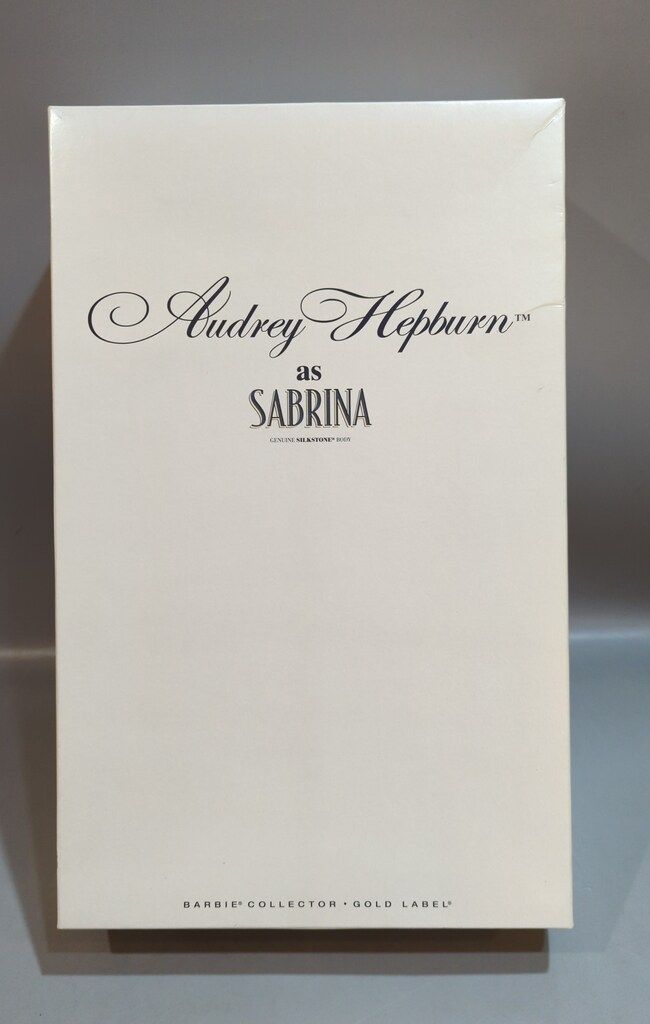 Audrey Hepburn™
as
SABRINA
GENUINE SILKSTONE® BODY
BARBIE® COLLECTOR • GOLD LABEL®